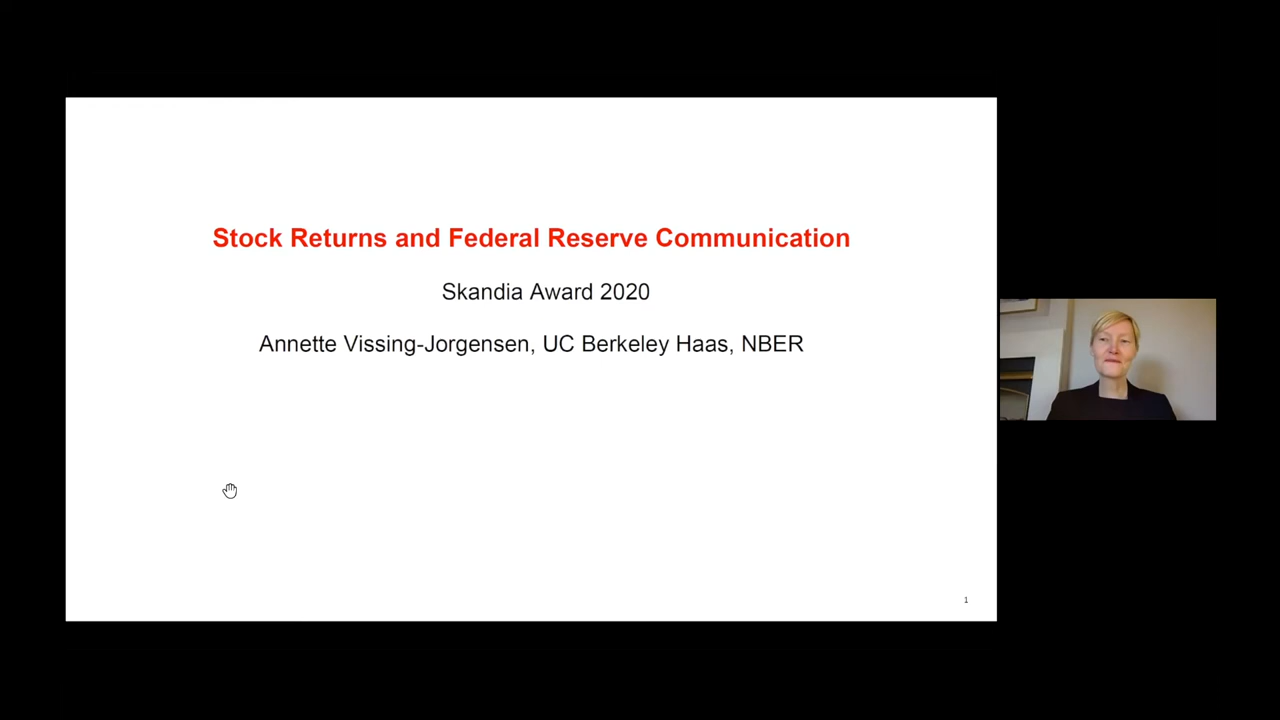 Stock Returns and Federal Reserve Communication
Skandia Award 2020
Annette Vissing-Jorgensen, UC Berkeley Haas, NBER
1